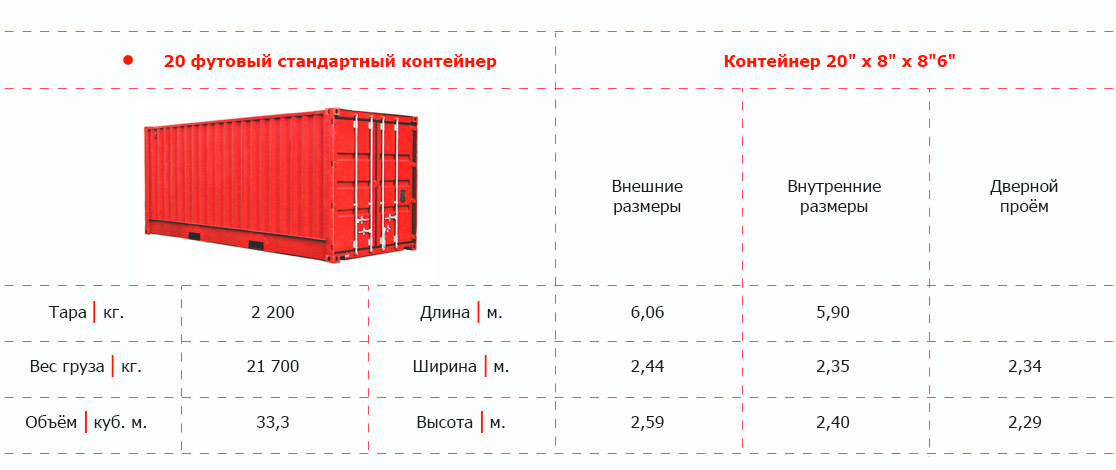 • 20 футовый стандартный контейнер
Контейнер 20" x 8" x 8"6"
Внешние
размеры
Внутренние
размеры
Дверной
проём
Тара | кг. 2 200 Длина | м. 6,06 5,90
Вес груза | кг. 21 700 Ширина | м. 2,44 2,35 2,34
Объём | куб. м. 33,3 Высота | м. 2,59 2,40 2,29